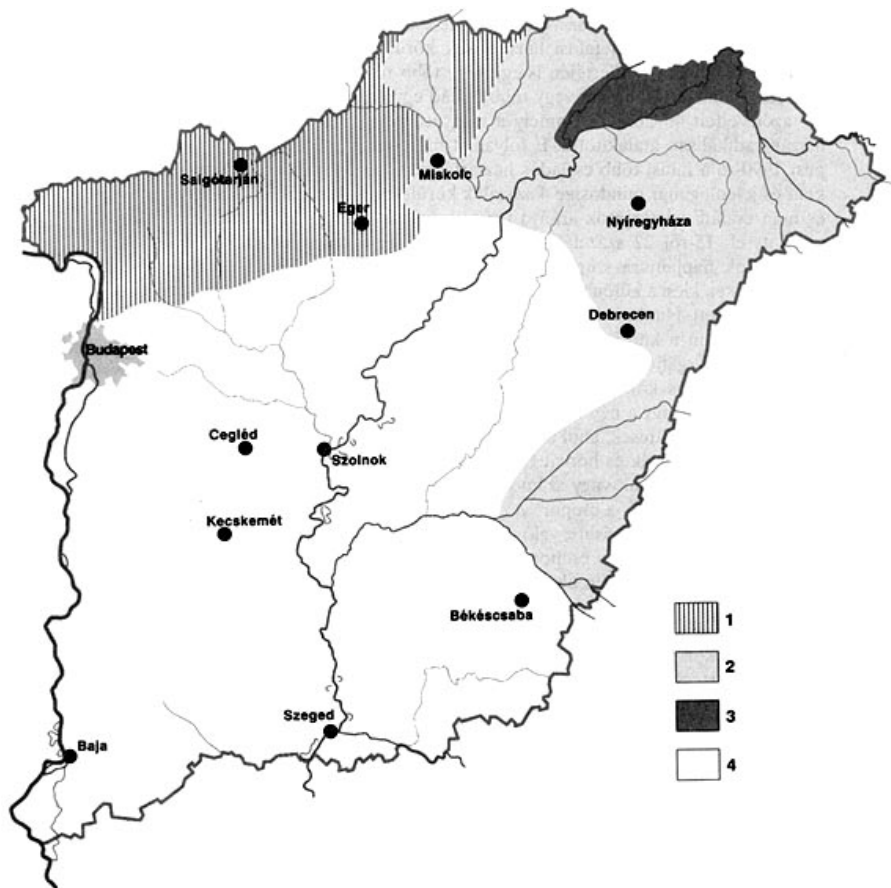 Salgótarján
Miskolc
Eger
Nyíregyháza
Debrecen
Budapest
Cegléd
Szolnok
Kecskemét
Békéscsaba
Szeged
Baja
1
2
3
4